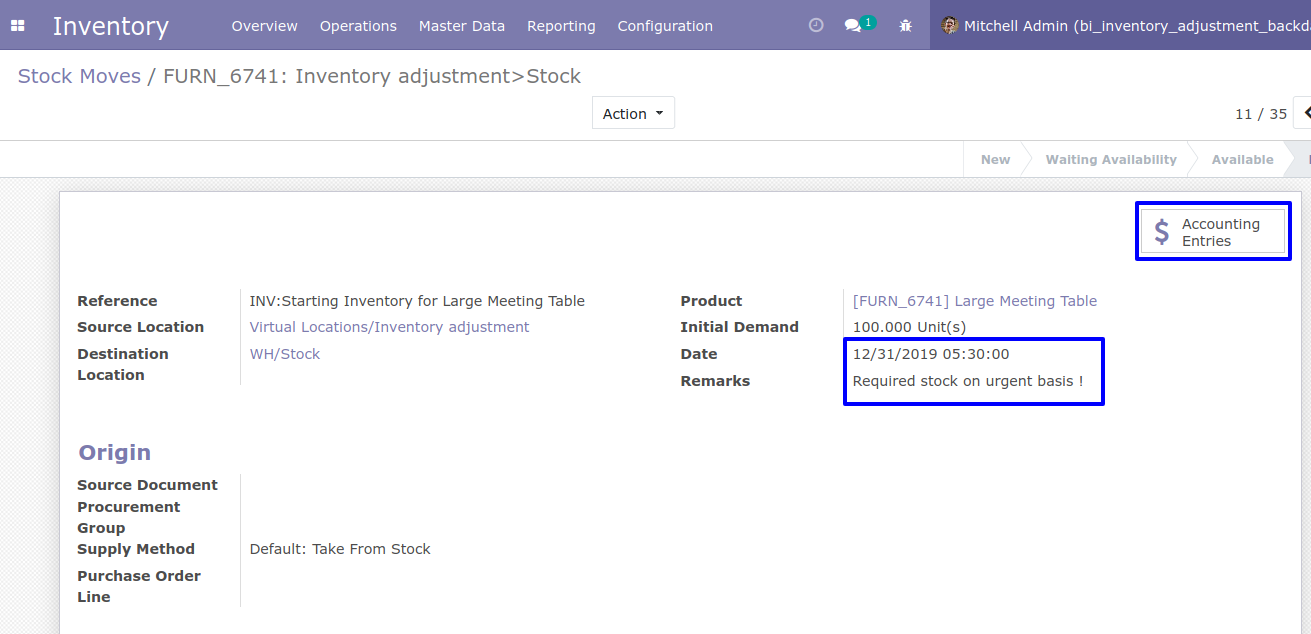 Inventory Overview Operations Master Data Reporting Configuration 1 Mitchell Admin (bi_inventory_adjustment_backda
Stock Moves / FURN_6741: Inventory adjustment>Stock
Action
11 / 35
New Waiting Availability Available
Accounting
Entries
Reference INV:Starting Inventory for Large Meeting Table
Source Location Virtual Locations/Inventory adjustment
Destination WH/Stock
Location
Product [FURN_6741] Large Meeting Table
Initial Demand 100.000 Unit(s)
Date 12/31/2019 05:30:00
Remarks Required stock on urgent basis !
Origin
Source Document
Procurement
Group
Supply Method Default: Take From Stock
Purchase Order
Line